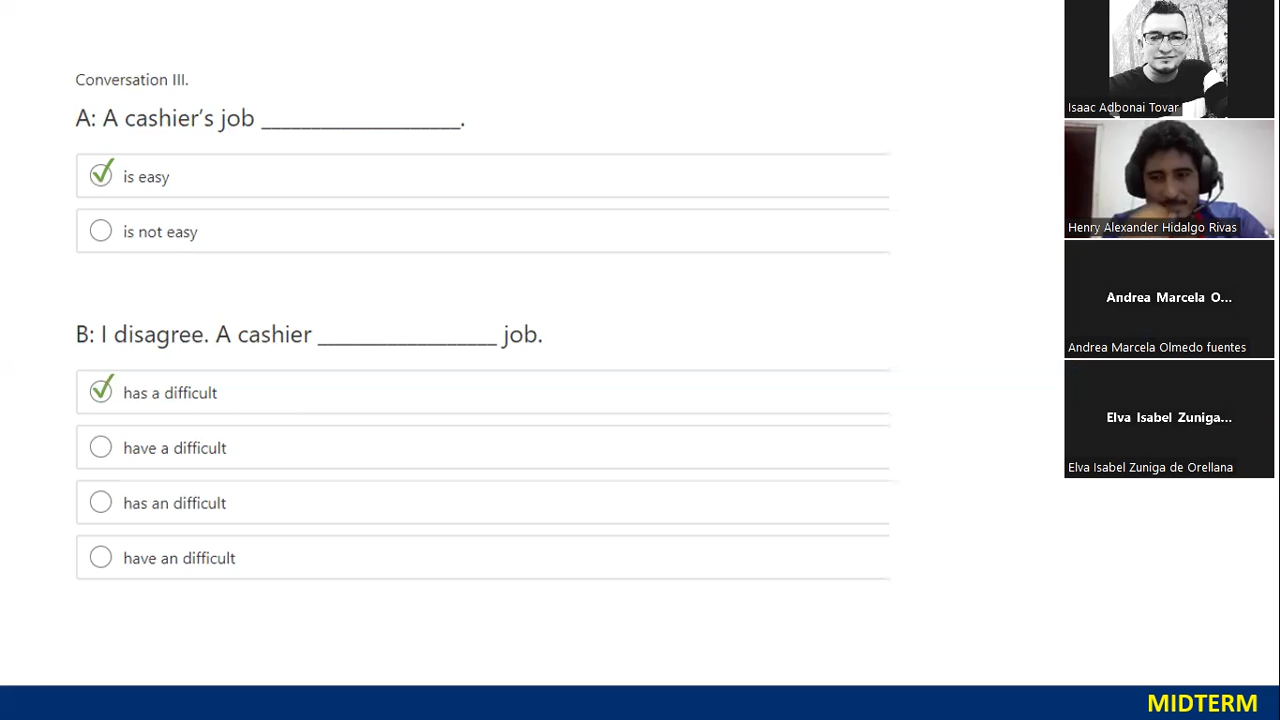 Conversation III.
A: A cashier’s job _________________.
is easy
is not easy
B: I disagree. A cashier _______________ job.
has a difficult
have a difficult
has an difficult
have an difficult
MIDTERM
Isaac Adbonai Tovar
Henry Alexander Hidalgo Rivas
Andrea Marcela O...
Andrea Marcela Olmedo fuentes
Elva Isabel Zuniga...
Elva Isabel Zuniga de Orellana